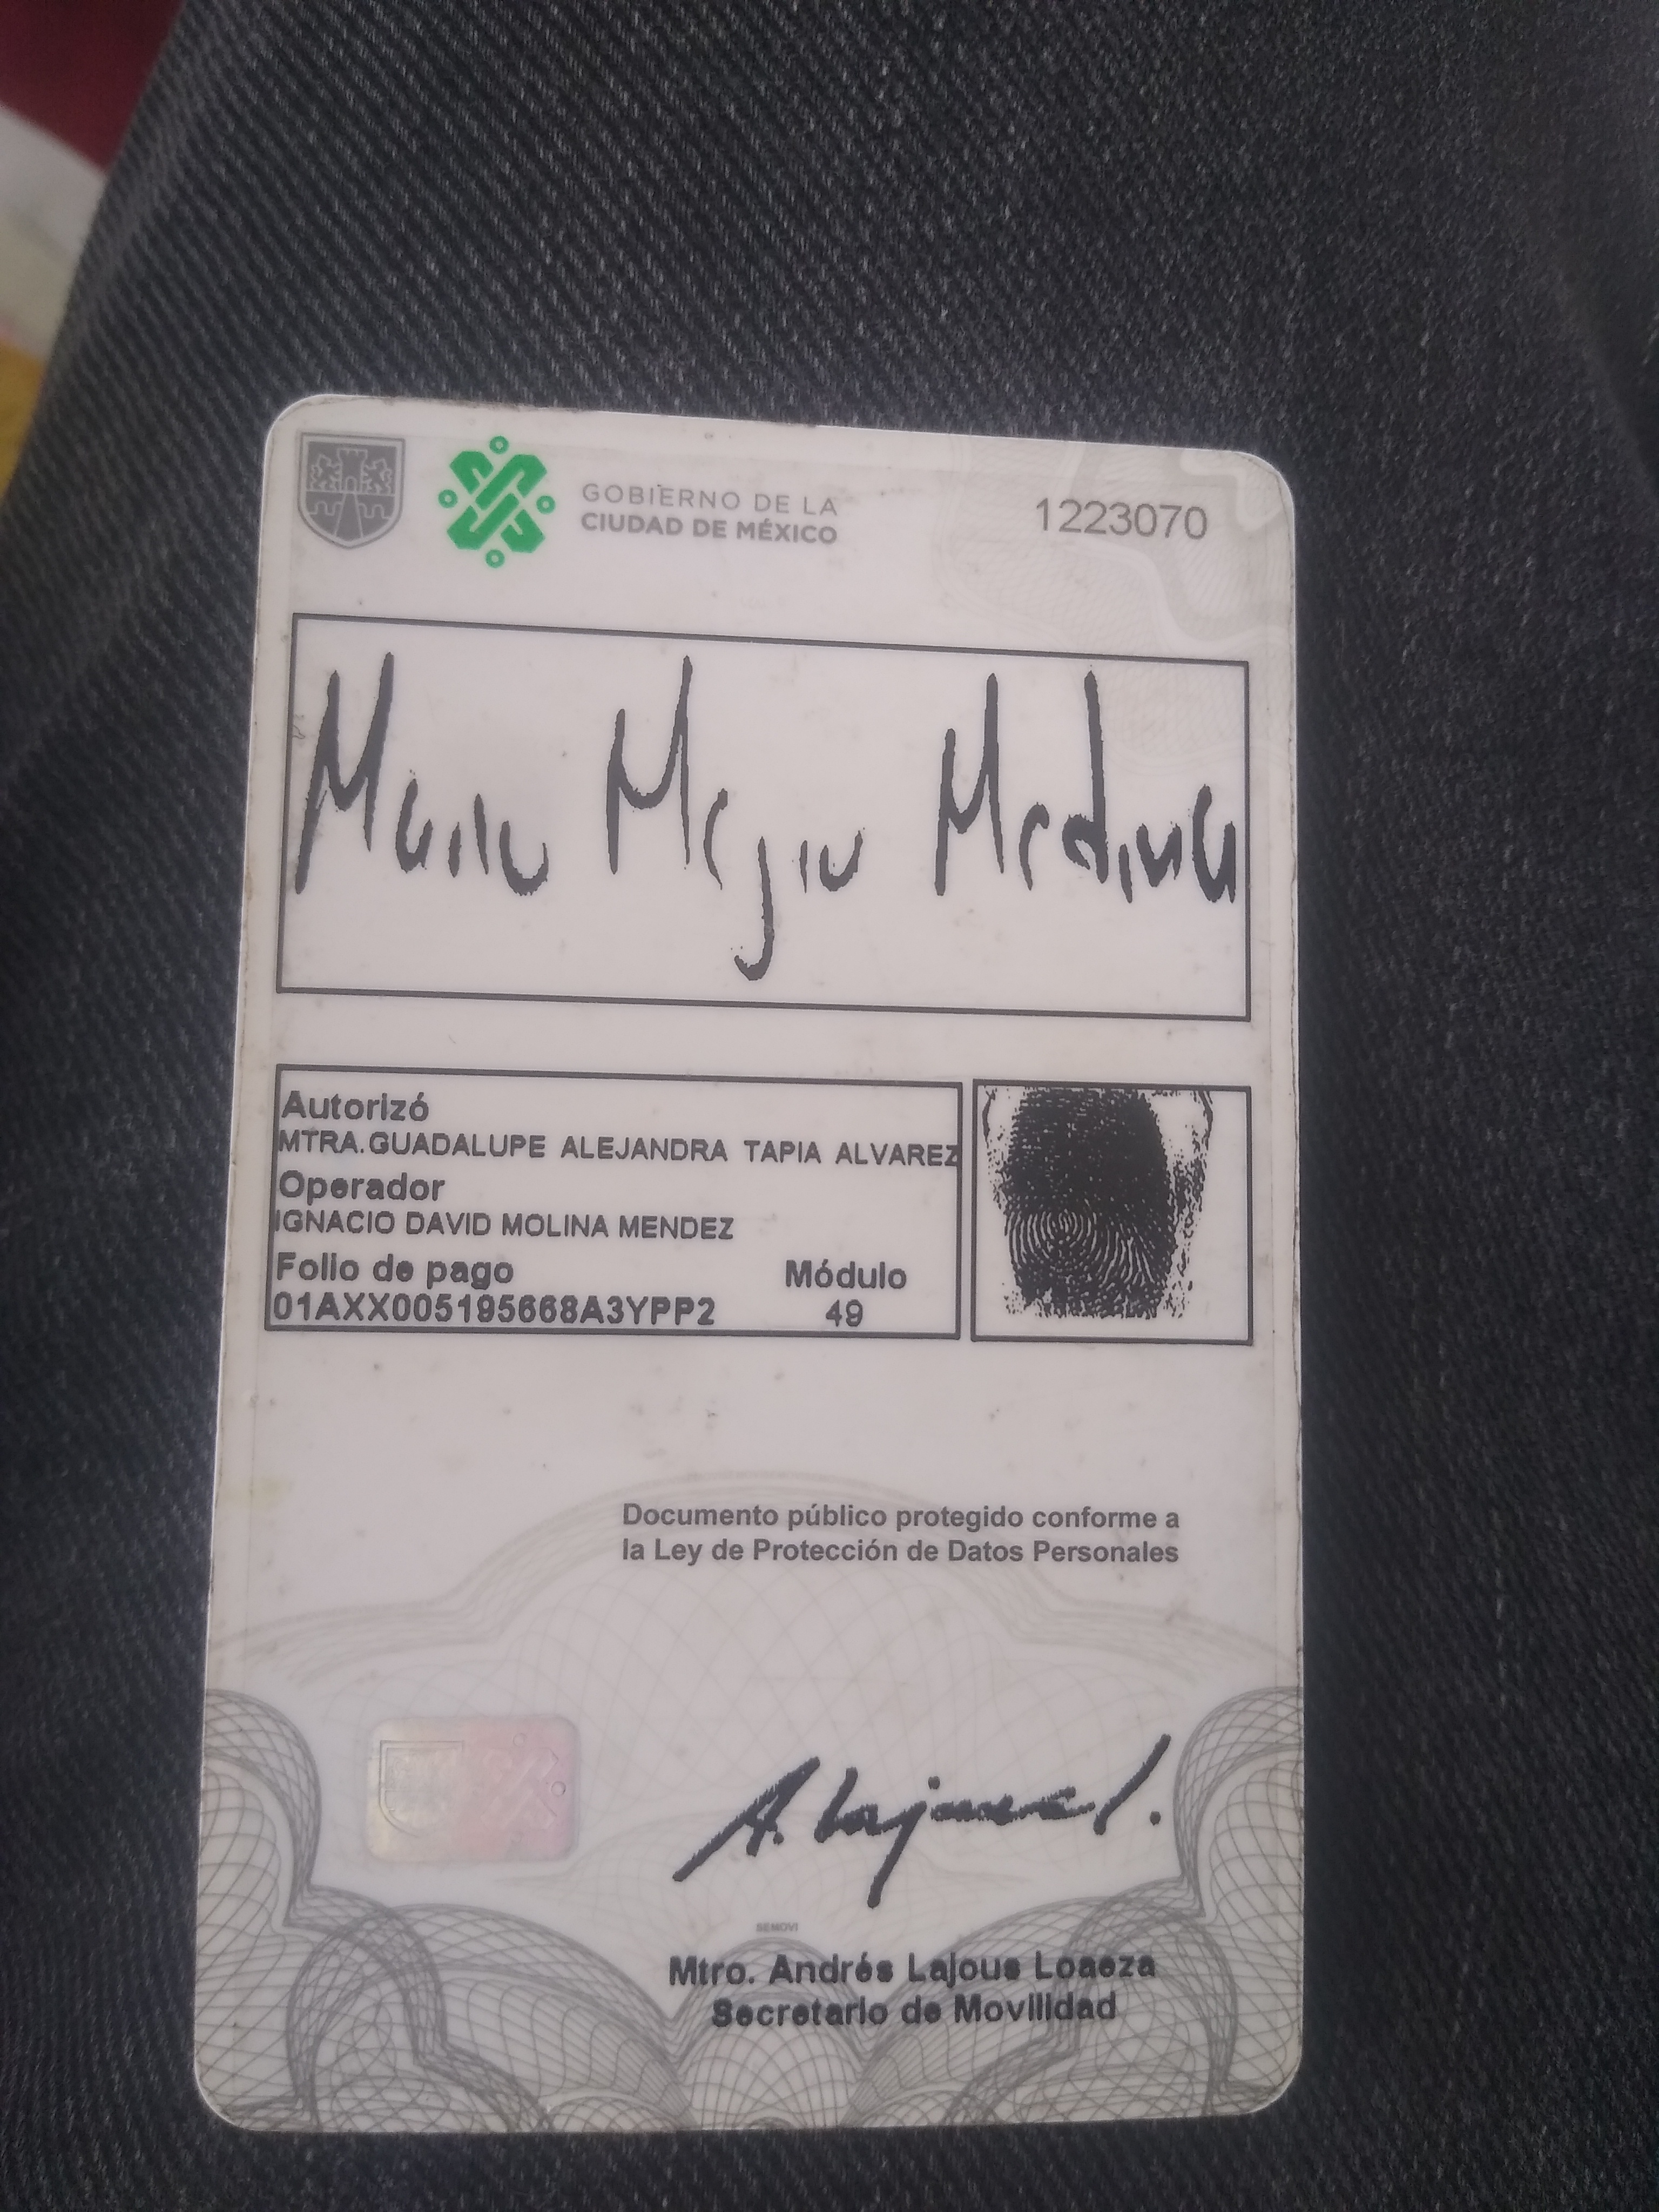 GOBIERNO DE LA
CIUDAD DE MÉXICO
1223070
Medina
Autorizó
MTRA.GUADALUPE ALEJANDRA TAPIA ALVAREZ
Operador
IGNACIO DAVID MOLINA MENDEZ
Folio de pago Módulo
01AXX005195668A3YPP2 49
Documento público protegido conforme a
la Ley de Protección de Datos Personales
A. Lajous L.
SEMOVI
Mtro. Andrés Lajous Loaeza
Secretario de Movilidad